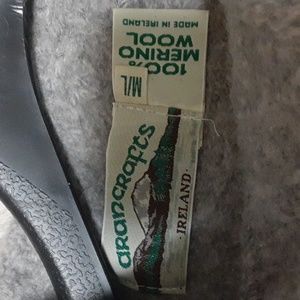 100%
MERINO
WOOL
MADE IN IRELAND
M/L
arancrafts
· IRELAND ·